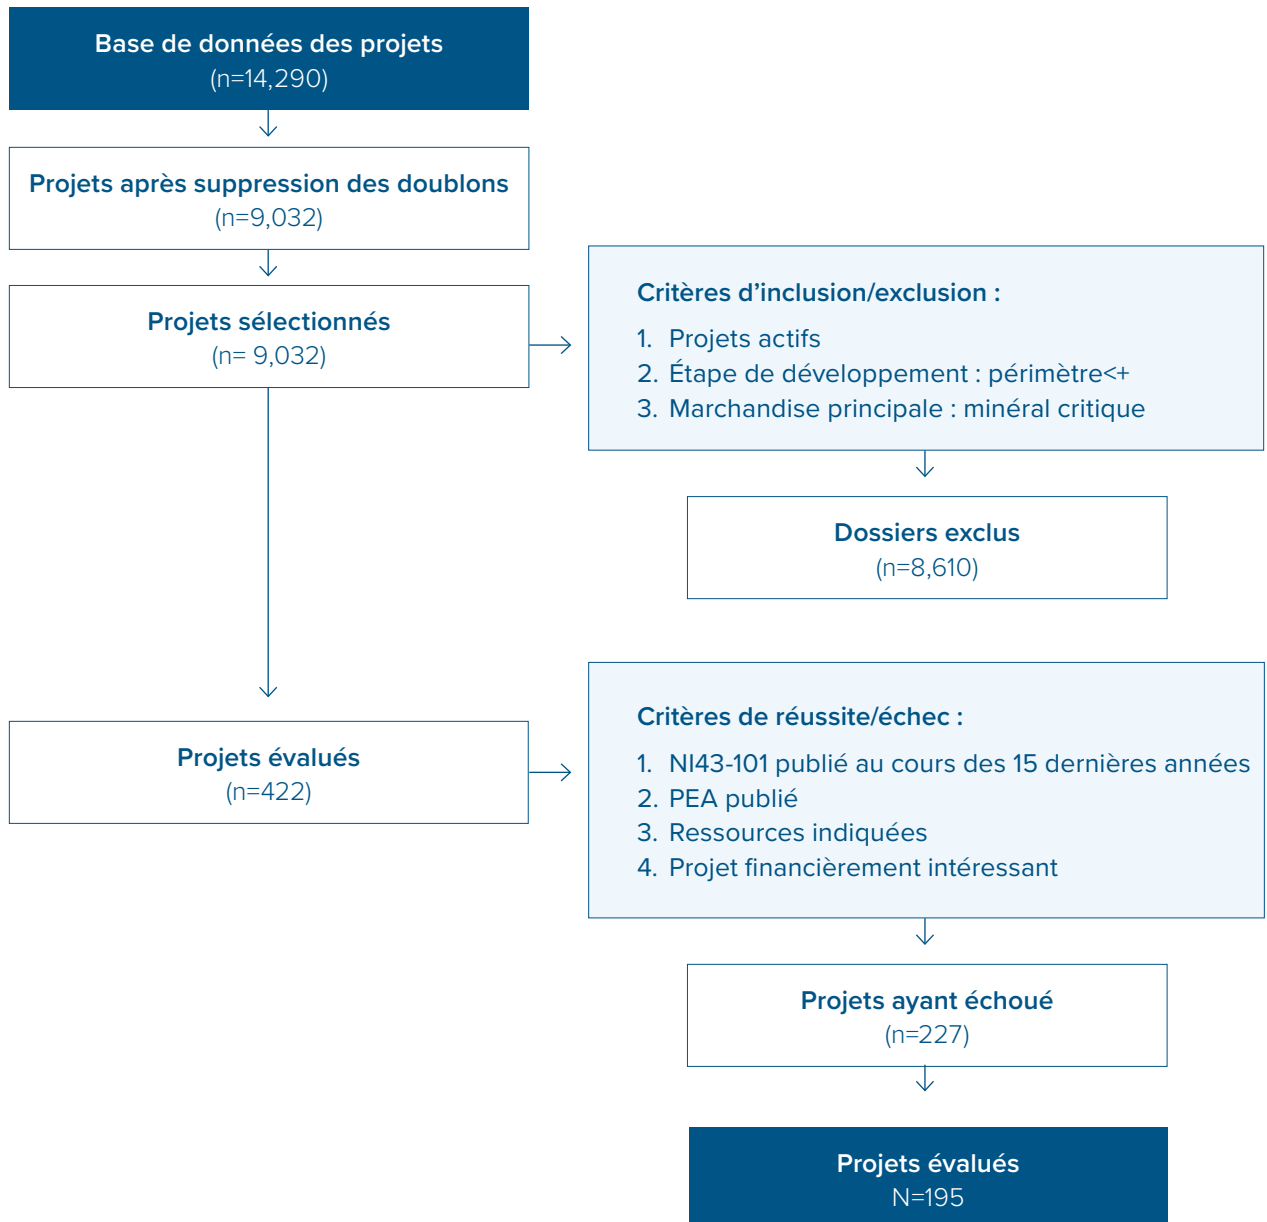 Base de données des projets
(n=14,290)
Projets après suppression des doublons
(n=9,032)
Projets sélectionnés
(n= 9,032)
Critères d’inclusion/exclusion :
1. Projets actifs
2. Étape de développement : périmètre<+
3. Marchandise principale : minéral critique
Dossiers exclus
(n=8,610)
Projets évalués
(n=422)
Critères de réussite/échec :
1. NI43-101 publié au cours des 15 dernières années
2. PEA publié
3. Ressources indiquées
4. Projet financièrement intéressant
Projets ayant échoué
(n=227)
Projets évalués
N=195